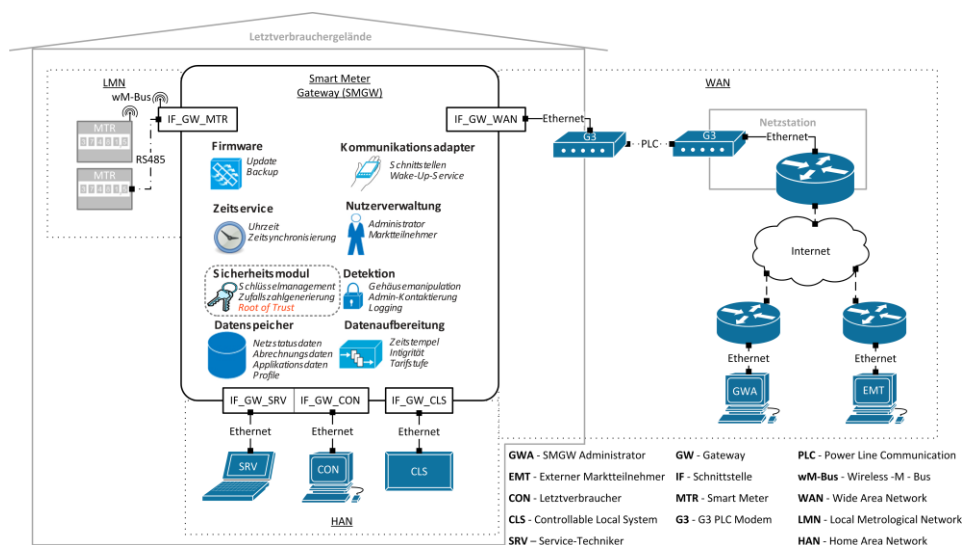 Letztverbrauchergelände
LMN
wM-Bus
MTR
RS485
MTR
IF_GW_MTR
Smart Meter
Gateway (SMGW)
IF_GW_WAN
Firmware
Update
Backup
Kommunikationsadapter
Schnittstellen
Wake-Up-Service
Zeitservice
Uhrzeit
Zeitsynchronisierung
Nutzerverwaltung
Administrator
Marktteilnehmer
Sicherheitsmodul
Schlüsselmanagement
Zufallszahlgenerierung
Root of Trust
Detektion
Gehäusemanipulation
Admin-Kontaktierung
Logging
Datenspeicher
Netzstatusdaten
Abrechnungsdaten
Applikationsdaten
Profile
Datenaufbereitung
Zeitstempel
Intigrität
Tarifstufe
IF_GW_SRV
IF_GW_CON
IF_GW_CLS
Ethernet
Ethernet
Ethernet
SRV
CON
CLS
HAN
WAN
Ethernet
G3
PLC
G3
Netzstation
Ethernet
Internet
Ethernet
Ethernet
GWA
EMT
GWA - SMGW Administrator
EMT - Externer Marktteilnehmer
CON - Letztverbraucher
CLS - Controllable Local System
SRV – Service-Techniker
GW - Gateway
IF - Schnittstelle
MTR - Smart Meter
G3 - G3 PLC Modem
PLC - Power Line Communication
wM-Bus - Wireless -M - Bus
WAN - Wide Area Network
LMN - Local Metrological Network
HAN - Home Area Network